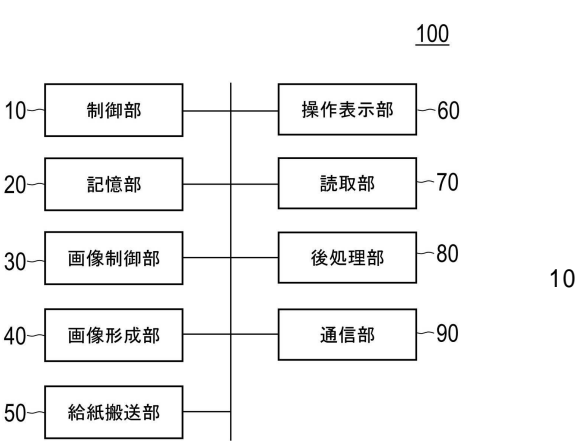 100
10 制御部 操作表示部 60
20 記憶部 読取部 70
30 画像制御部 後処理部 80
10
40 画像形成部 通信部 90
50 給紙搬送部